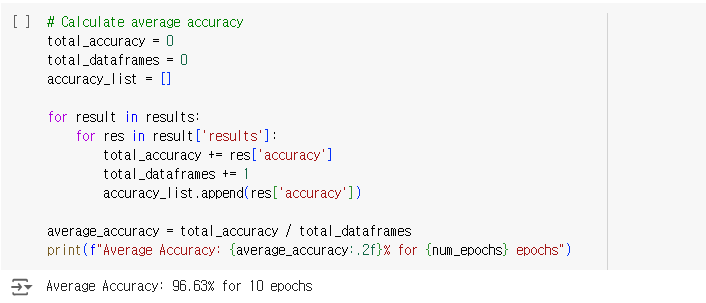 [ ] # Calculate average accuracy
total_accuracy = 0
total_dataframes = 0
accuracy_list = []
for result in results:
for res in result['results']:
total_accuracy += res['accuracy']
total_dataframes += 1
accuracy_list.append(res['accuracy'])
average_accuracy = total_accuracy / total_dataframes
print(f"Average Accuracy: {average_accuracy:.2f}% for {num_epochs} epochs")
Average Accuracy: 96.63% for 10 epochs